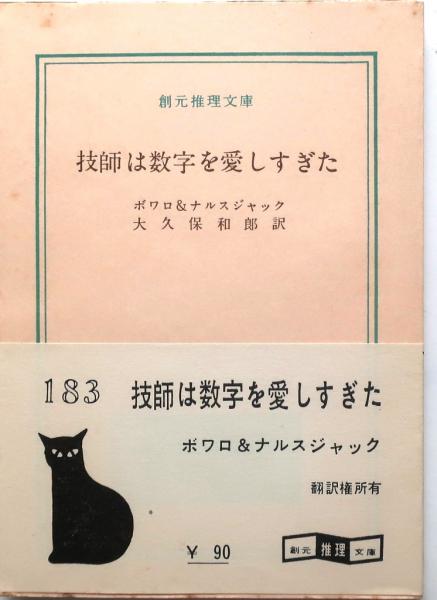 創元推理文庫
技師は数字を愛しすぎた
ボワロ&ナルスジャック
大久保和郎訳
183 技師は数字を愛しすぎた
ボワロ&ナルスジャック
翻訳権所有
¥ 90
創元 推理 文庫